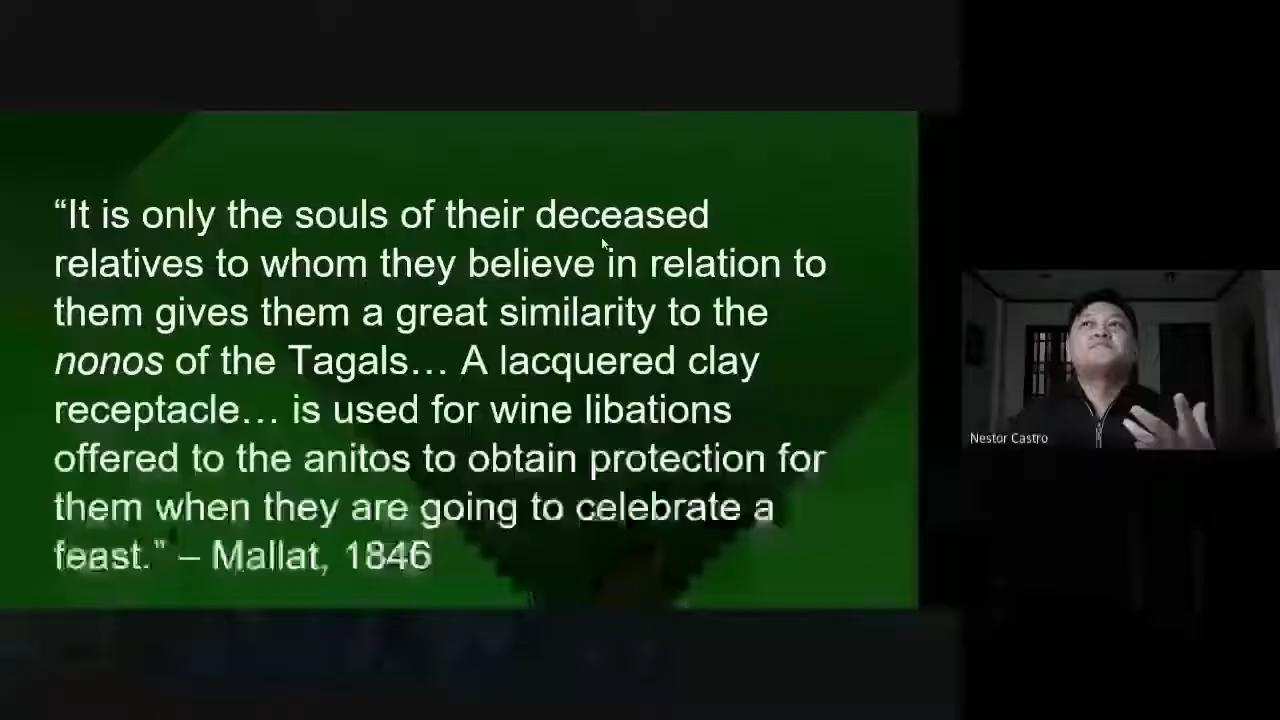 “It is only the souls of their deceased
relatives to whom they believe in relation to
them gives them a great similarity to the
nonos of the Tagals… A lacquered clay
receptacle… is used for wine libations
offered to the anitos to obtain protection for
them when they are going to celebrate a
feast.” – Mallat, 1846
Nestor Castro